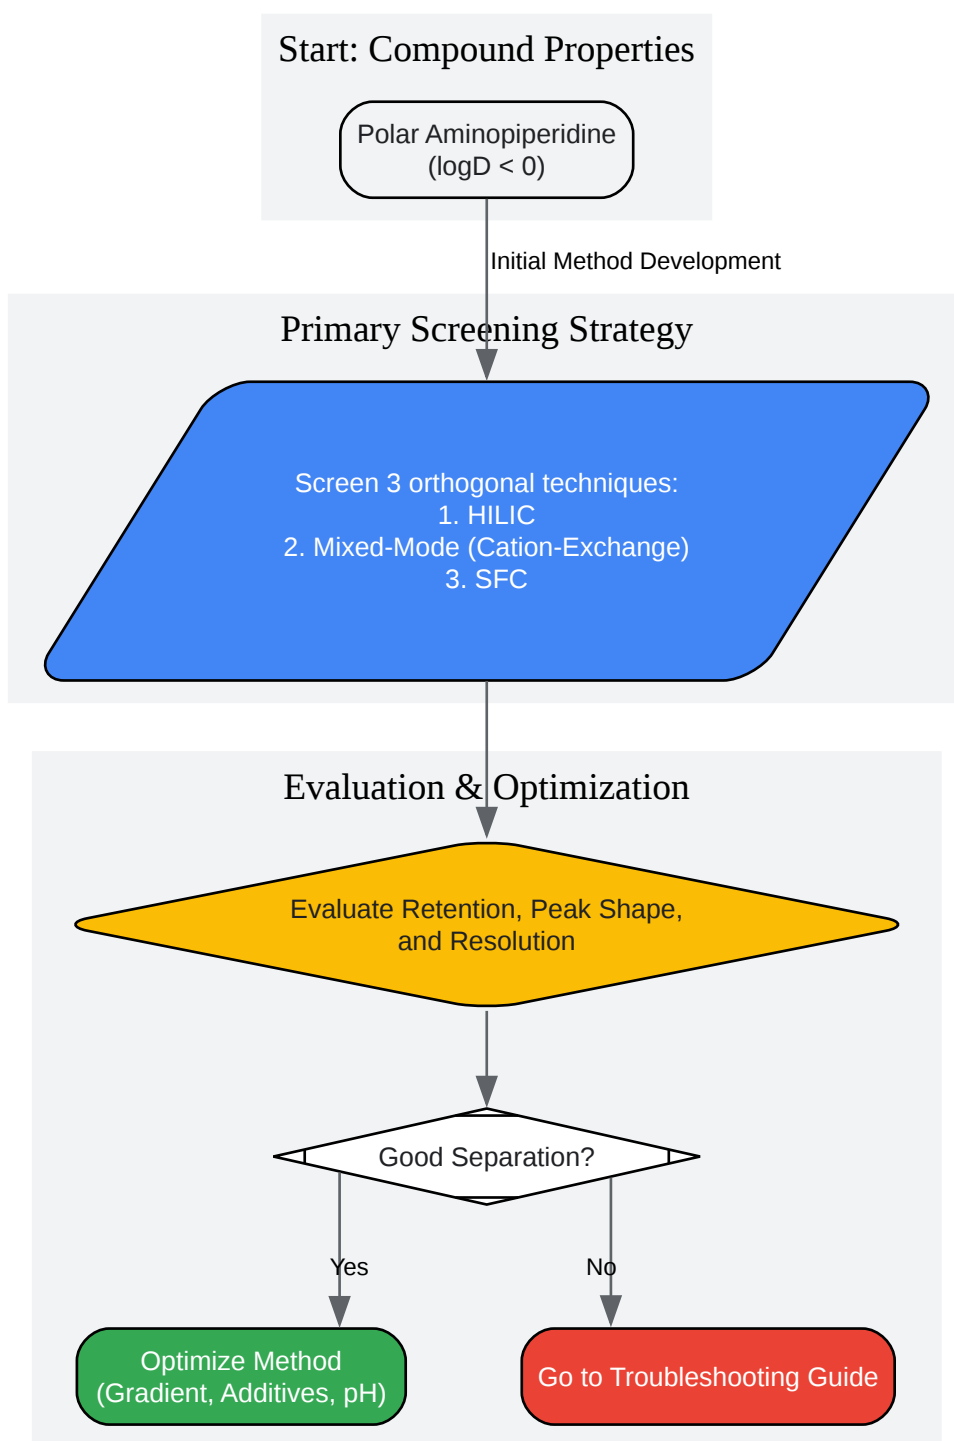 Start: Compound Properties
Polar Aminopiperidine
(logD < 0)
Initial Method Development
Primary Screening Strategy
Screen 3 orthogonal techniques:
1. HILIC
2. Mixed-Mode (Cation-Exchange)
3. SFC
Evaluation & Optimization
Evaluate Retention, Peak Shape,
and Resolution
Good Separation?
Yes
No
Optimize Method
(Gradient, Additives, pH)
Go to Troubleshooting Guide